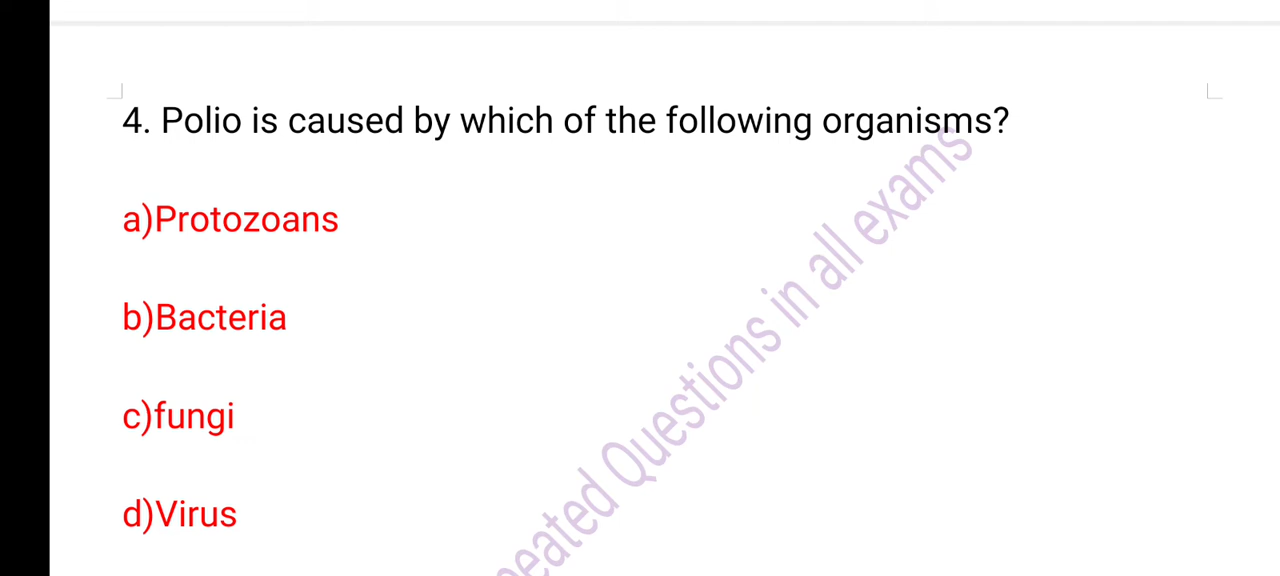 4. Polio is caused by which of the following organisms?
a)Protozoans
b)Bacteria
c)fungi
d)Virus
Questions in all exams